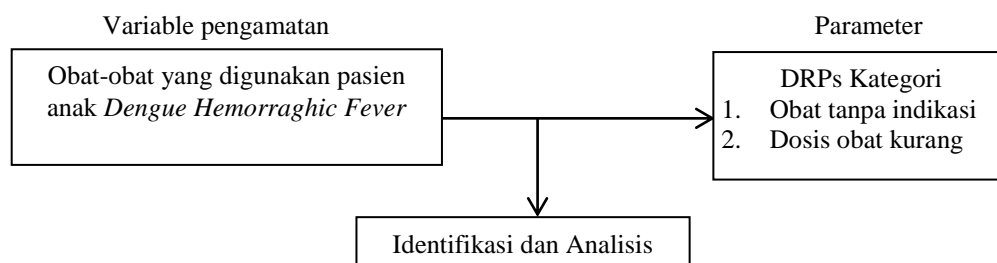 Variable pengamatan
Parameter
Obat-obat yang digunakan pasien
anak Dengue Hemorraghic Fever
DRPs Kategori
1. Obat tanpa indikasi
2. Dosis obat kurang
Identifikasi dan Analisis